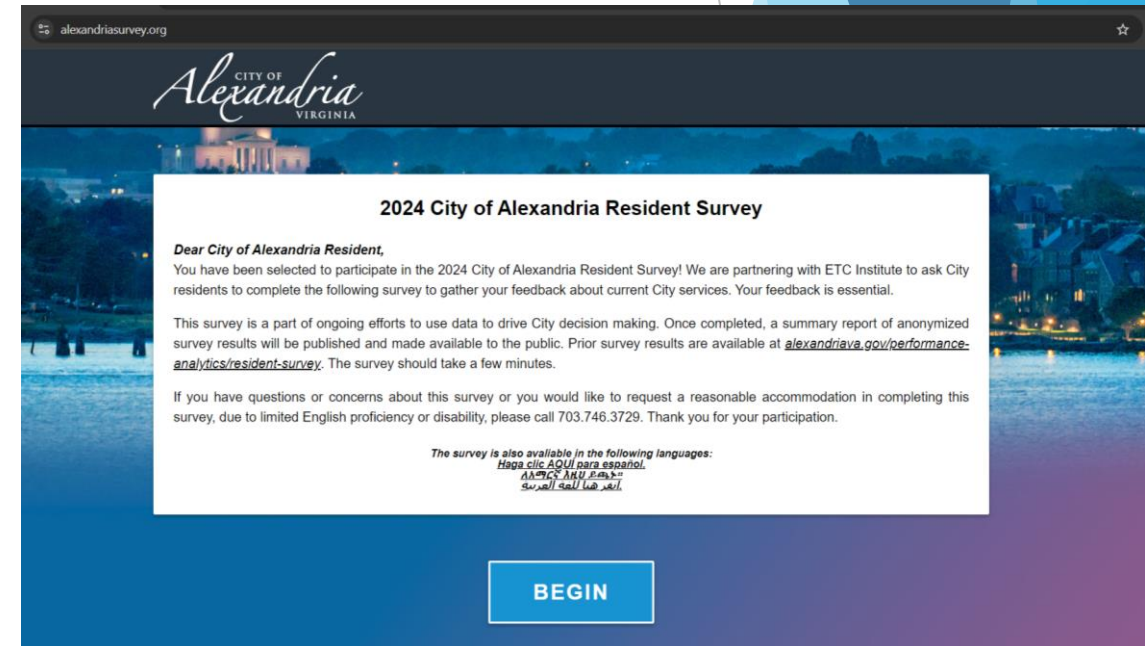 alexandriasurvey.org
CITY OF
Alexandria
VIRGINIA
2024 City of Alexandria Resident Survey
Dear City of Alexandria Resident,
You have been selected to participate in the 2024 City of Alexandria Resident Survey! We are partnering with ETC Institute to ask City
residents to complete the following survey to gather your feedback about current City services. Your feedback is essential.
This survey is a part of ongoing efforts to use data to drive City decision making. Once completed, a summary report of anonymized
survey results will be published and made available to the public. Prior survey results are available at alexandriava.gov/performance-
analytics/resident-survey. The survey should take a few minutes.
If you have questions or concerns about this survey or you would like to request a reasonable accommodation in completing this
survey, due to limited English proficiency or disability, please call 703.746.3729. Thank you for your participation.
The survey is also available in the following languages:
Haga clic AQUÍ para español.
ለአማርኛ እዚህ ይጫኑ።
انقر هنا للغة العربية.
BEGIN